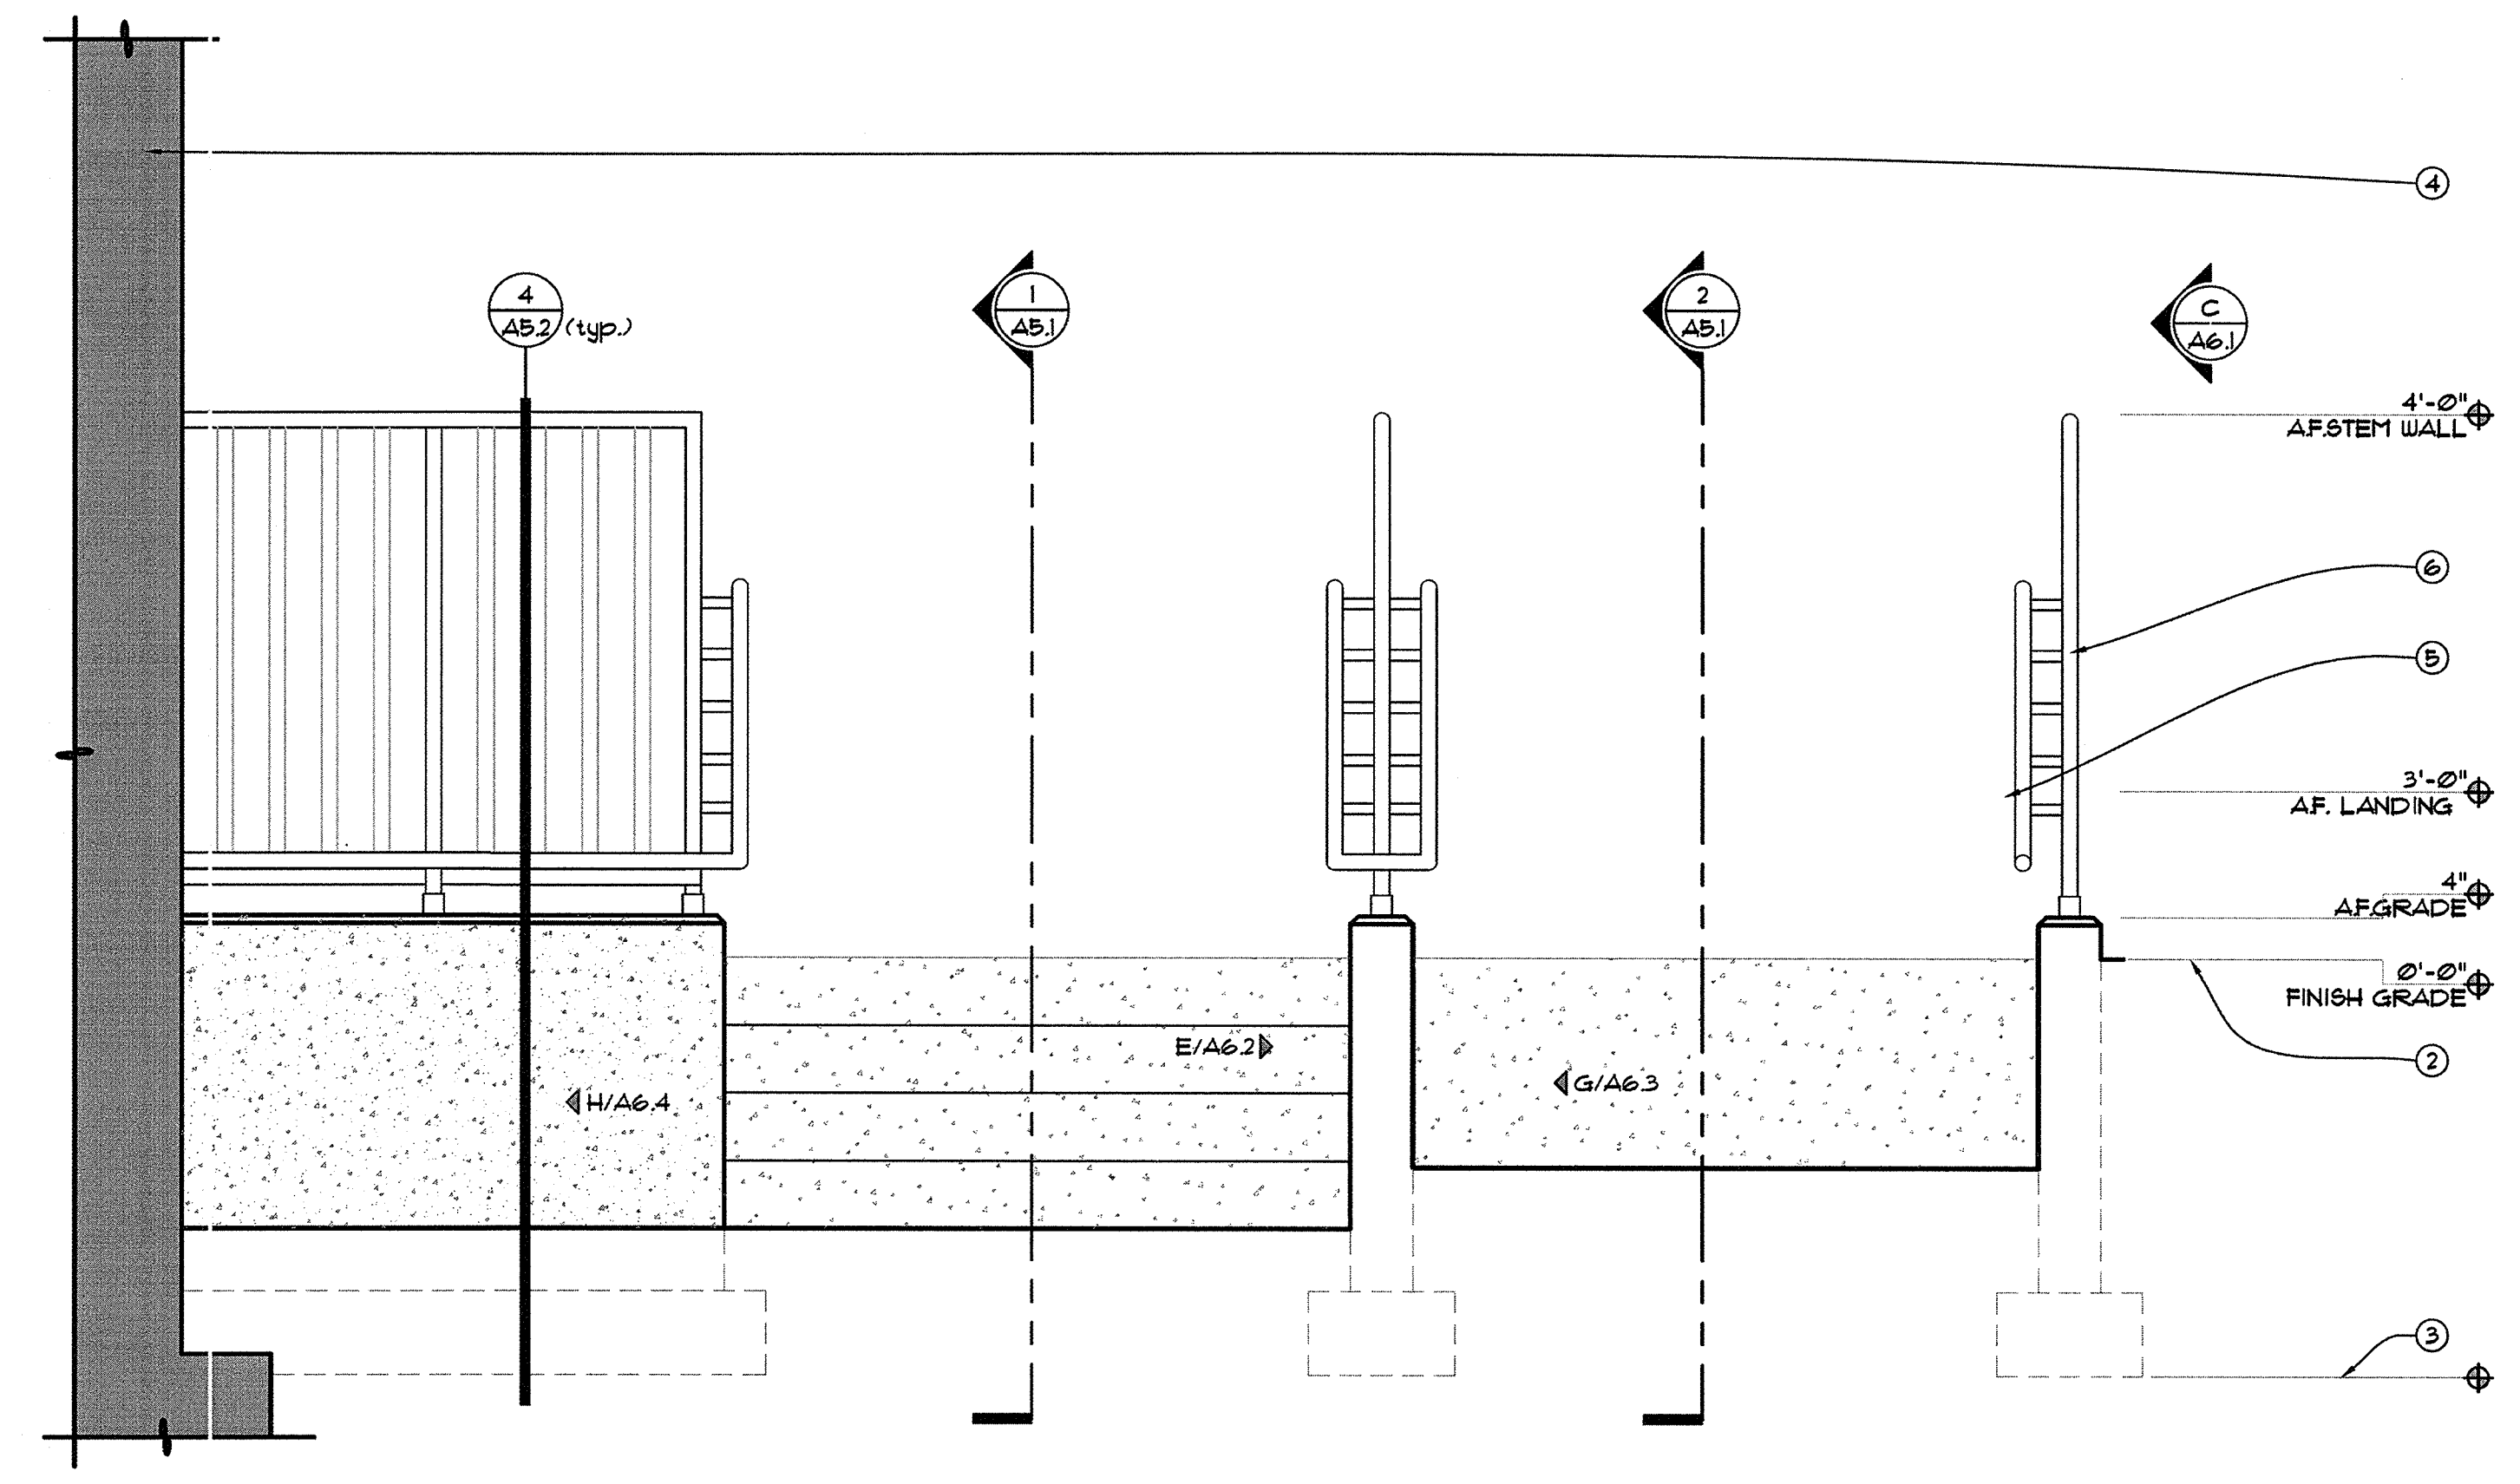 4
4
A5.2 (typ.)
1
A5.1
2
A5.1
C
A6.1
4'-0"
A.F.STEM WALL
6
5
3'-0"
A.F. LANDING
4"
A.F.GRADE
0'-0"
FINISH GRADE
E/A6.2
2
G/A6.3
H/A6.4
3